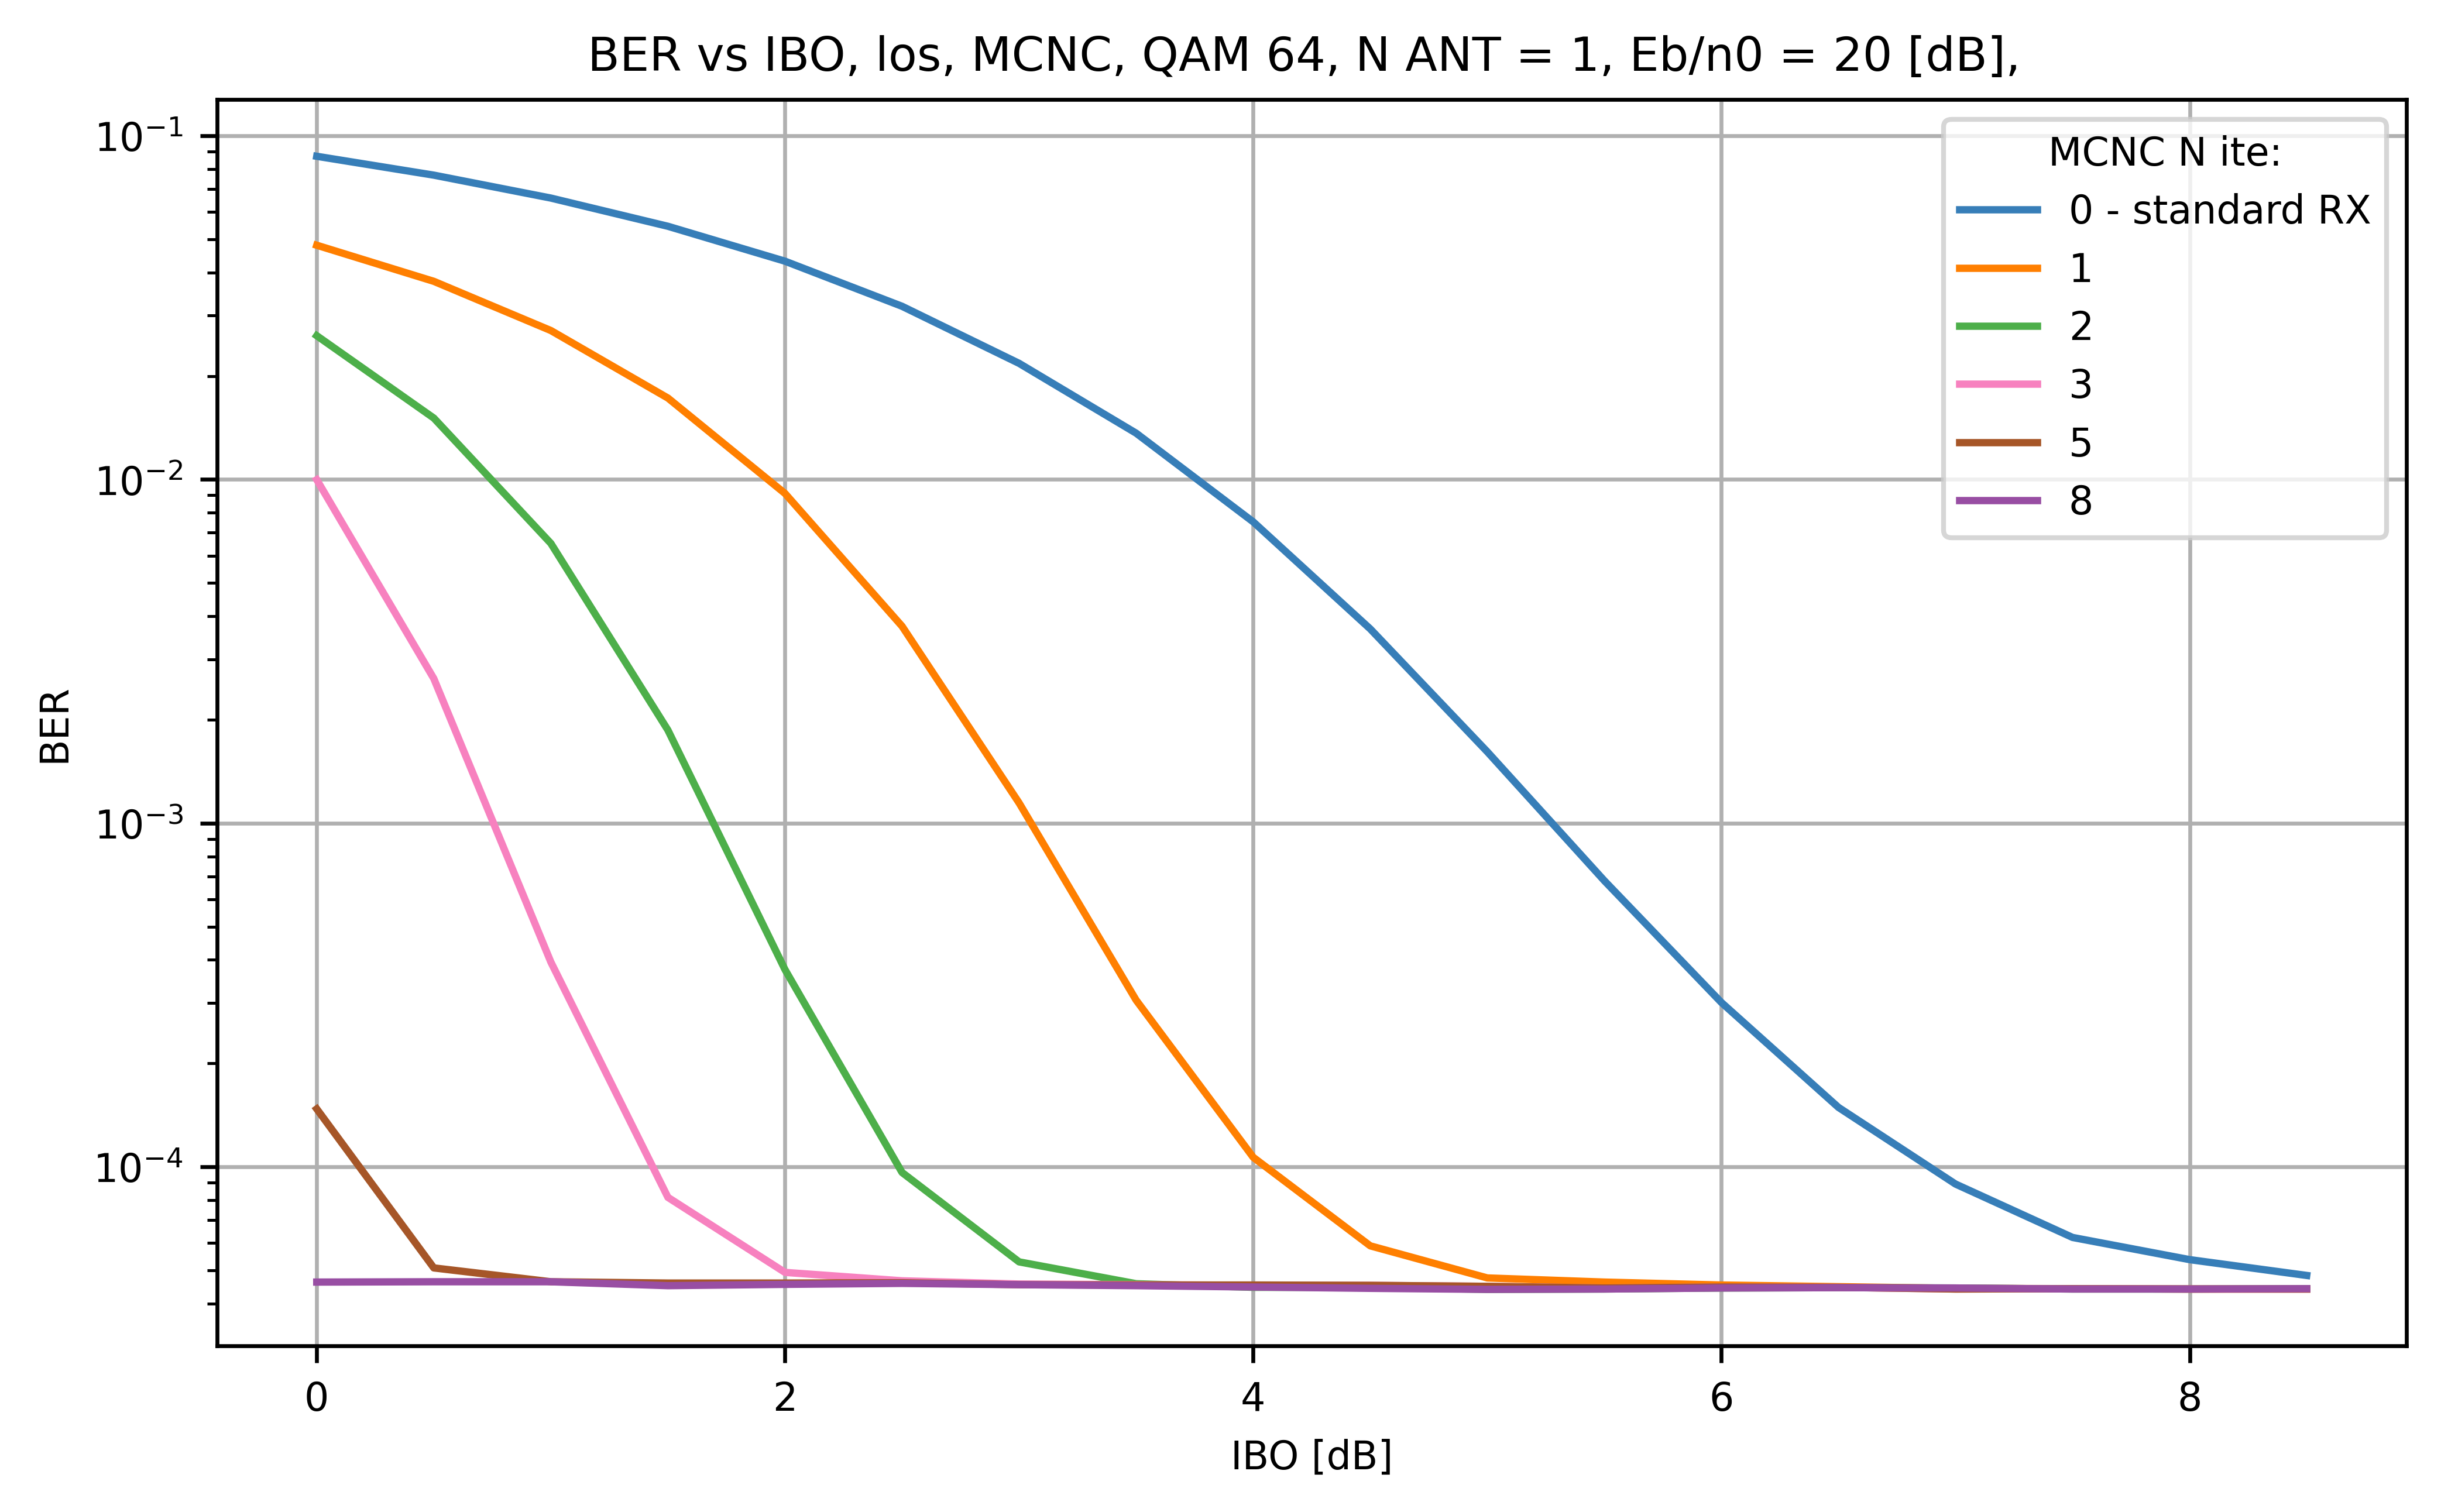 BER vs IBO, los, MCNC, QAM 64, N ANT = 1, Eb/n0 = 20 [dB],
MCNC N ite:
0 - standard RX
1
2
3
5
8
BER
10⁻¹
10⁻²
10⁻³
10⁻⁴
0 2 4 6 8
IBO [dB]